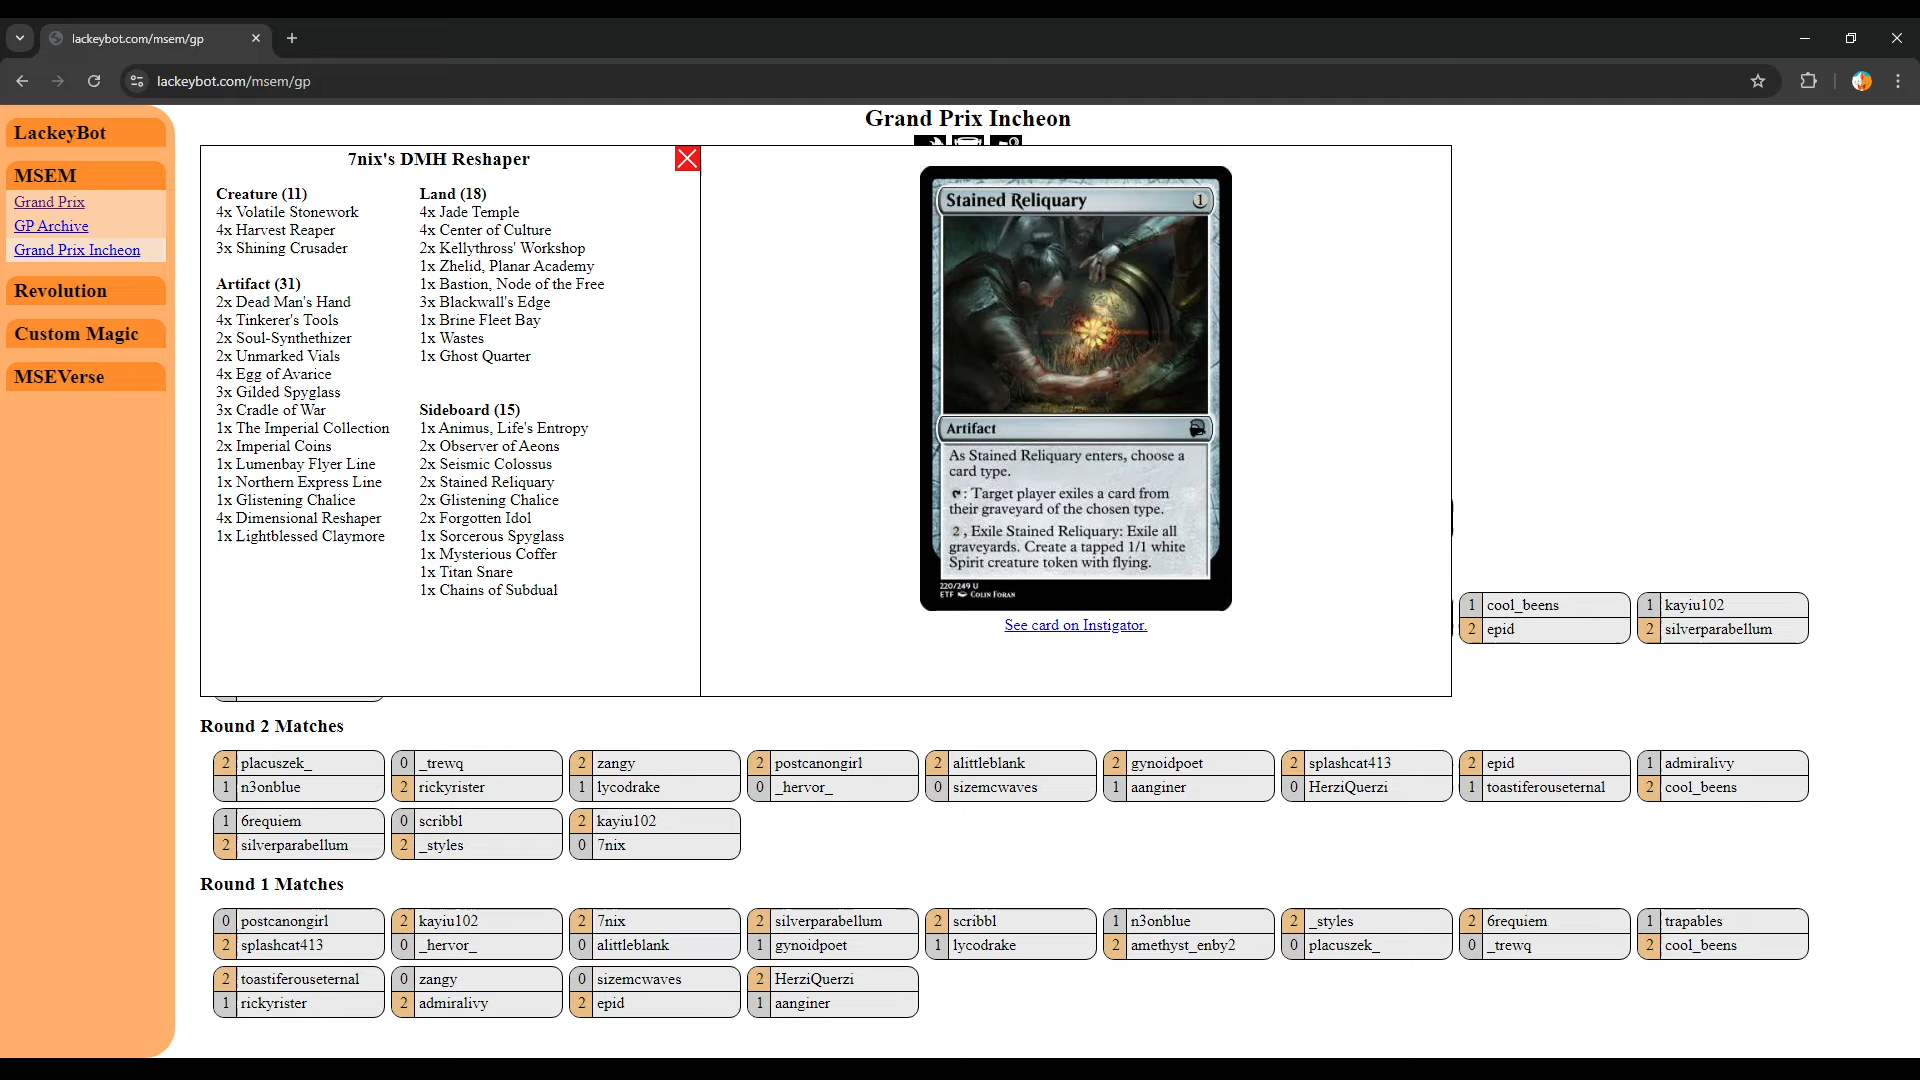 lackeybot.com/msem/gp
lackeybot.com/msem/gp
LackeyBot
MSEM
Grand Prix
GP Archive
Grand Prix Incheon
Revolution
Custom Magic
MSEVerse
Grand Prix Incheon
7nix's DMH Reshaper
Creature (11)
4x Volatile Stonework
4x Harvest Reaper
3x Shining Crusader
Artifact (31)
2x Dead Man's Hand
4x Tinkerer's Tools
2x Soul-Synthethizer
2x Unmarked Vials
4x Egg of Avarice
3x Gilded Spyglass
3x Cradle of War
1x The Imperial Collection
2x Imperial Coins
1x Lumenbay Flyer Line
1x Northern Express Line
1x Glistening Chalice
4x Dimensional Reshaper
1x Lightblessed Claymore
Land (18)
4x Jade Temple
4x Center of Culture
2x Kellythross' Workshop
1x Zhelid, Planar Academy
1x Bastion, Node of the Free
3x Blackwall's Edge
1x Brine Fleet Bay
1x Wastes
1x Ghost Quarter
Sideboard (15)
1x Animus, Life's Entropy
2x Observer of Aeons
2x Seismic Colossus
2x Stained Reliquary
2x Glistening Chalice
2x Forgotten Idol
1x Sorcerous Spyglass
1x Mysterious Coffer
1x Titan Snare
1x Chains of Subdual
Stained Reliquary 1
Artifact
As Stained Reliquary enters, choose a
card type.
: Target player exiles a card from
their graveyard of the chosen type.
2, Exile Stained Reliquary: Exile all
graveyards. Create a tapped 1/1 white
Spirit creature token with flying.
220/249 U
ETF Colin Foran
See card on Instigator.
1 cool_beens
2 epid
1 kayiu102
2 silverparabellum
Round 2 Matches
2 placuszek_
1 n3onblue
0 _trewq
2 rickyrister
2 zangy
1 lycodrake
2 postcanongirl
0 _hervor_
2 alittleblank
0 sizemcwaves
2 gynoidpoet
1 aanginer
2 splashcat413
0 HerziQuerzi
2 epid
1 toastiferouseternal
1 admiralivy
2 cool_beens
1 6requiem
2 silverparabellum
0 scribbl
2 _styles
2 kayiu102
0 7nix
Round 1 Matches
0 postcanongirl
2 splashcat413
2 kayiu102
0 _hervor_
2 7nix
0 alittleblank
2 silverparabellum
1 gynoidpoet
2 scribbl
1 lycodrake
1 n3onblue
2 amethyst_enby2
2 _styles
0 placuszek_
2 6requiem
0 _trewq
1 trapables
2 cool_beens
2 toastiferouseternal
1 rickyrister
0 zangy
2 admiralivy
0 sizemcwaves
2 epid
2 HerziQuerzi
1 aanginer